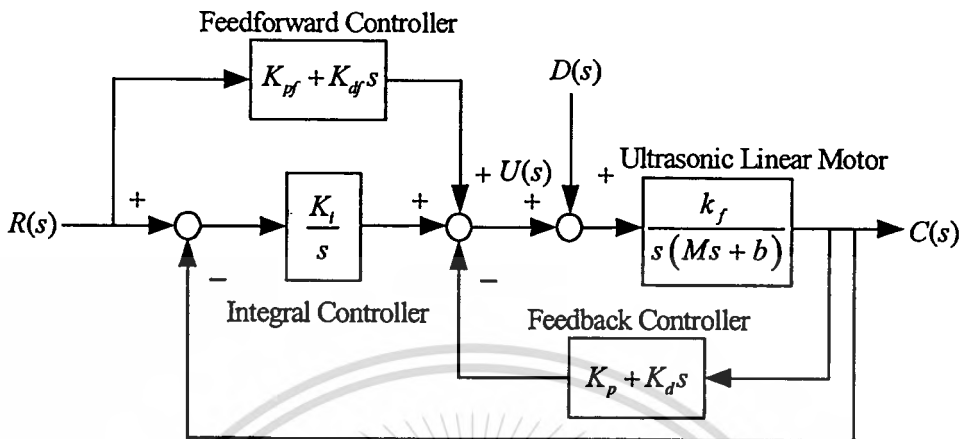 Feedforward Controller
K_{pf} + K_{df}s
D(s)
+ U(s)
Ultrasonic Linear Motor
+
+
+
+
R(s)
K_i / s
k_f / s(Ms + b)
C(s)
−
−
Integral Controller
Feedback Controller
K_p + K_d s